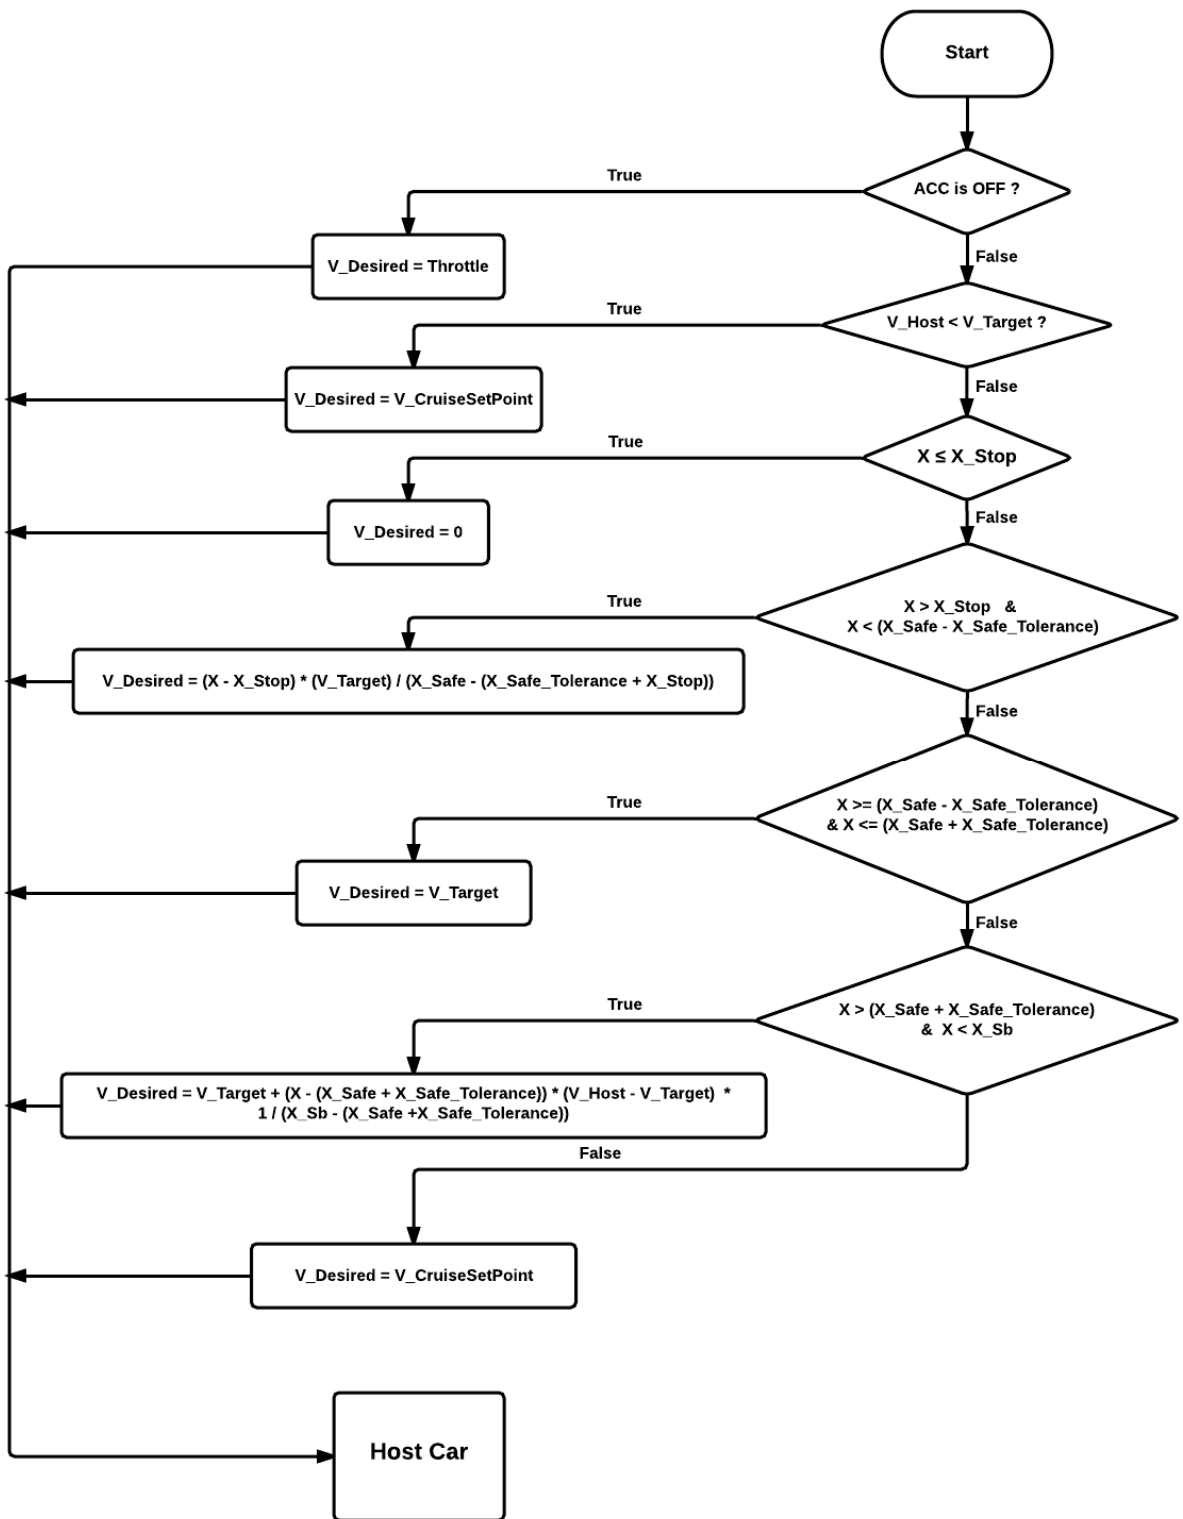 Start
ACC is OFF ?
True
V_Desired = Throttle
False
V_Host < V_Target ?
True
V_Desired = V_CruiseSetPoint
False
X ≤ X_Stop
True
V_Desired = 0
False
X > X_Stop &
X < (X_Safe - X_Safe_Tolerance)
True
V_Desired = (X - X_Stop) * (V_Target) / (X_Safe - (X_Safe_Tolerance + X_Stop))
False
X >= (X_Safe - X_Safe_Tolerance)
& X <= (X_Safe + X_Safe_Tolerance)
True
V_Desired = V_Target
False
X > (X_Safe + X_Safe_Tolerance)
& X < X_Sb
True
V_Desired = V_Target + (X - (X_Safe + X_Safe_Tolerance)) * (V_Host - V_Target) *
1 / (X_Sb - (X_Safe +X_Safe_Tolerance))
False
V_Desired = V_CruiseSetPoint
Host Car